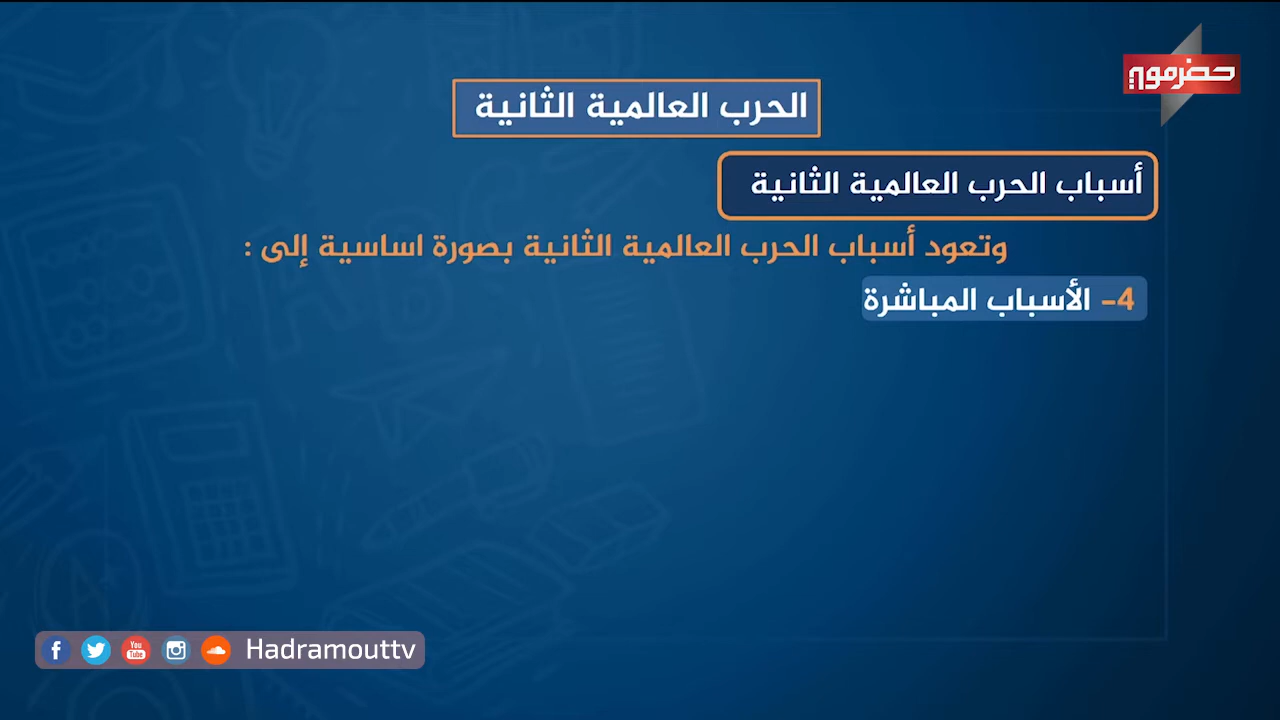 حضرموت
الحرب العالمية الثانية
أسباب الحرب العالمية الثانية
وتعود أسباب الحرب العالمية الثانية بصورة اساسية إلى :
4- الأسباب المباشرة
Hadramouttv